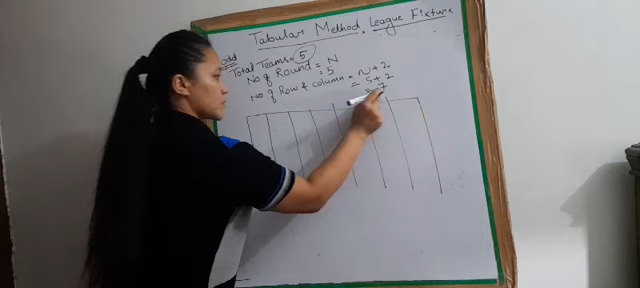 Tabular Method. League Fixture
odd
Total Teams = 5
No of Round = N
= 5
No of Row & column = N + 2.
= 5 + 2
= 7